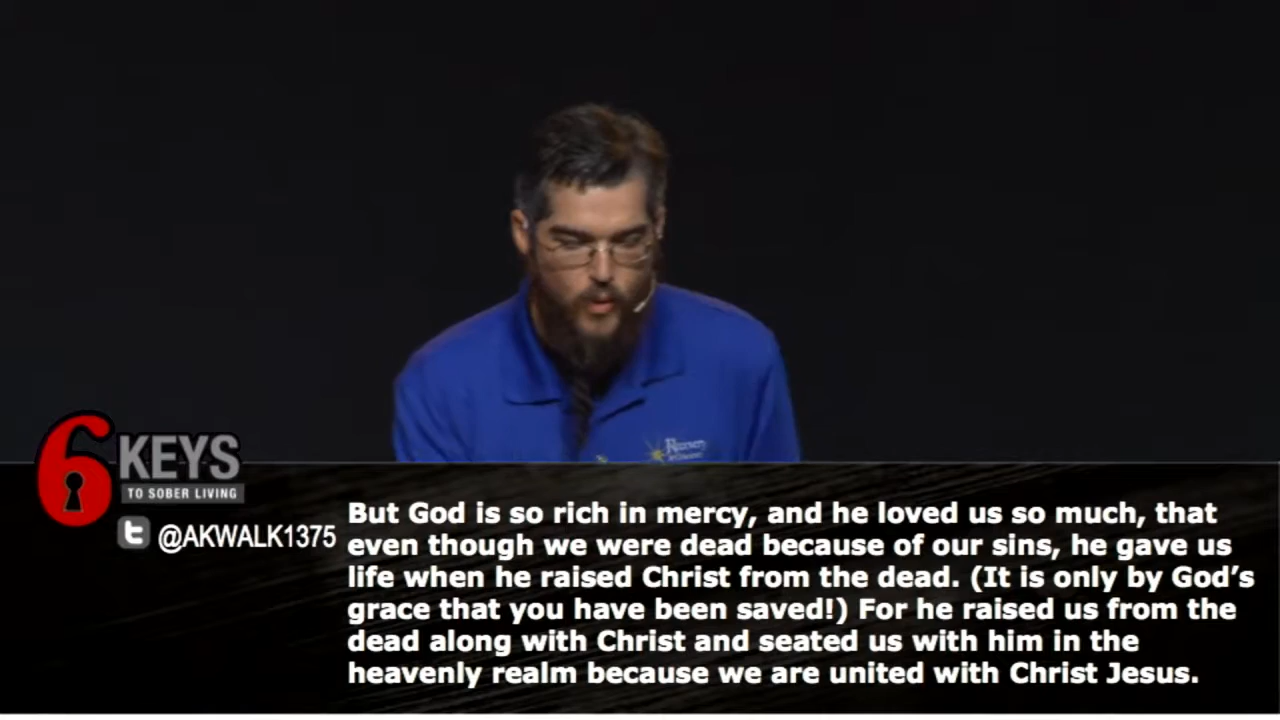 6 KEYS
TO SOBER LIVING
@AKWALK1375
But God is so rich in mercy, and he loved us so much, that
even though we were dead because of our sins, he gave us
life when he raised Christ from the dead. (It is only by God’s
grace that you have been saved!) For he raised us from the
dead along with Christ and seated us with him in the
heavenly realm because we are united with Christ Jesus.